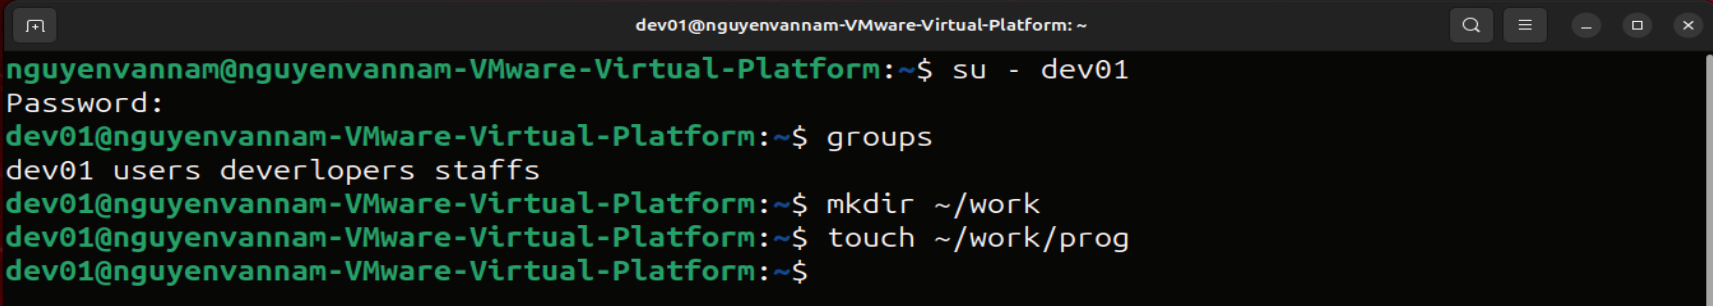 dev01@nguyenvannam-VMware-Virtual-Platform: ~
nguyenvannam@nguyenvannam-VMware-Virtual-Platform:~$ su - dev01
Password:
dev01@nguyenvannam-VMware-Virtual-Platform:~$ groups
dev01 users deverlopers staffs
dev01@nguyenvannam-VMware-Virtual-Platform:~$ mkdir ~/work
dev01@nguyenvannam-VMware-Virtual-Platform:~$ touch ~/work/prog
dev01@nguyenvannam-VMware-Virtual-Platform:~$